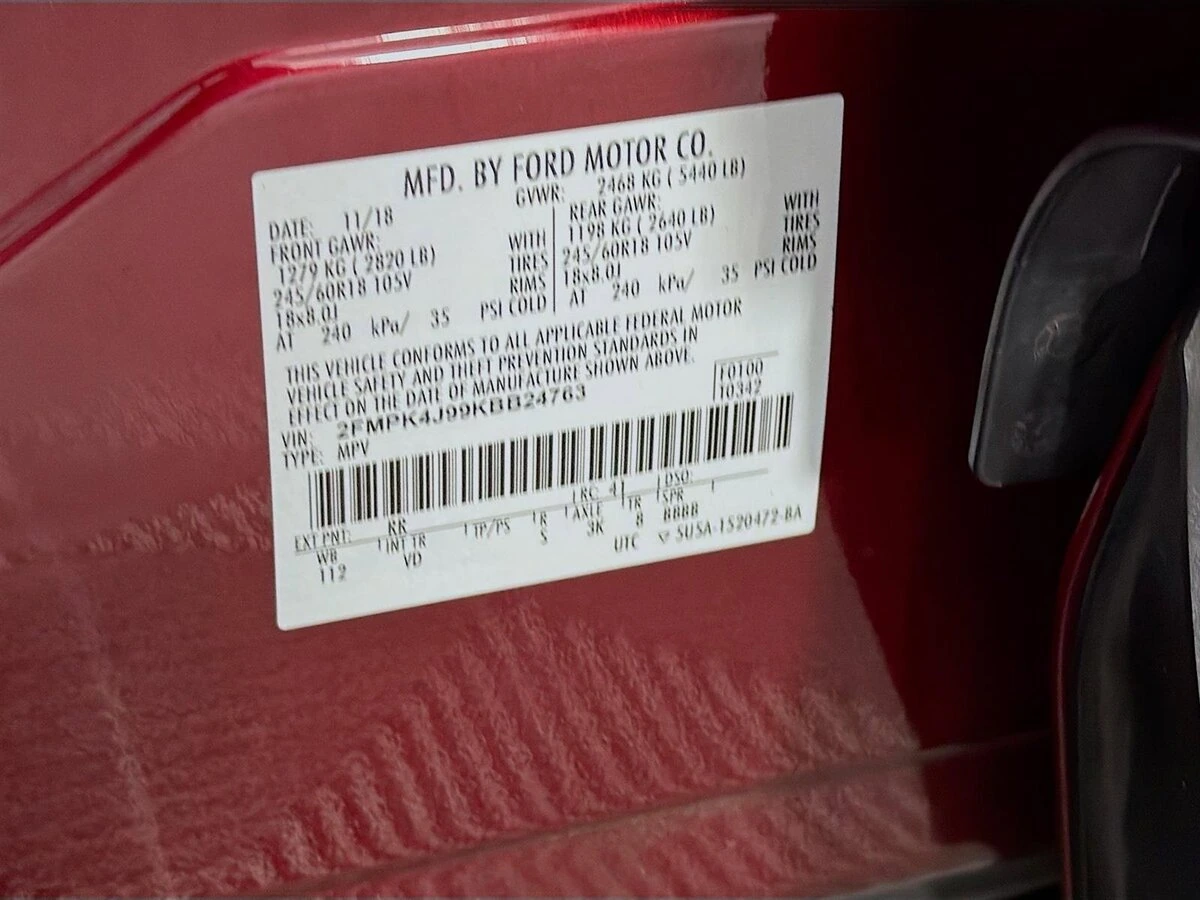 MFD. BY FORD MOTOR CO.
DATE: 11/18 GVWR: 2468 KG ( 5440 LB)
FRONT GAWR: REAR GAWR:
1279 KG ( 2820 LB) WITH 1198 KG ( 2640 LB) WITH
245/60R18 105V TIRES 245/60R18 105V TIRES
18x8.0J RIMS 18x8.0J RIMS
AT 240 kPa/ 35 PSI COLD AT 240 kPa/ 35 PSI COLD
THIS VEHICLE CONFORMS TO ALL APPLICABLE FEDERAL MOTOR
VEHICLE SAFETY AND THEFT PREVENTION STANDARDS IN
EFFECT ON THE DATE OF MANUFACTURE SHOWN ABOVE.
VIN: 2FMPK4J99KBB24763 F0100
TYPE: MPV 10342
EXT PNT: RR RC: 41 DSO:
WB INT TR TP/PS R AXLE TR SPR
112 VD S 3K 8 BBBB
UTC ▽ 5U5A-1520472-BA